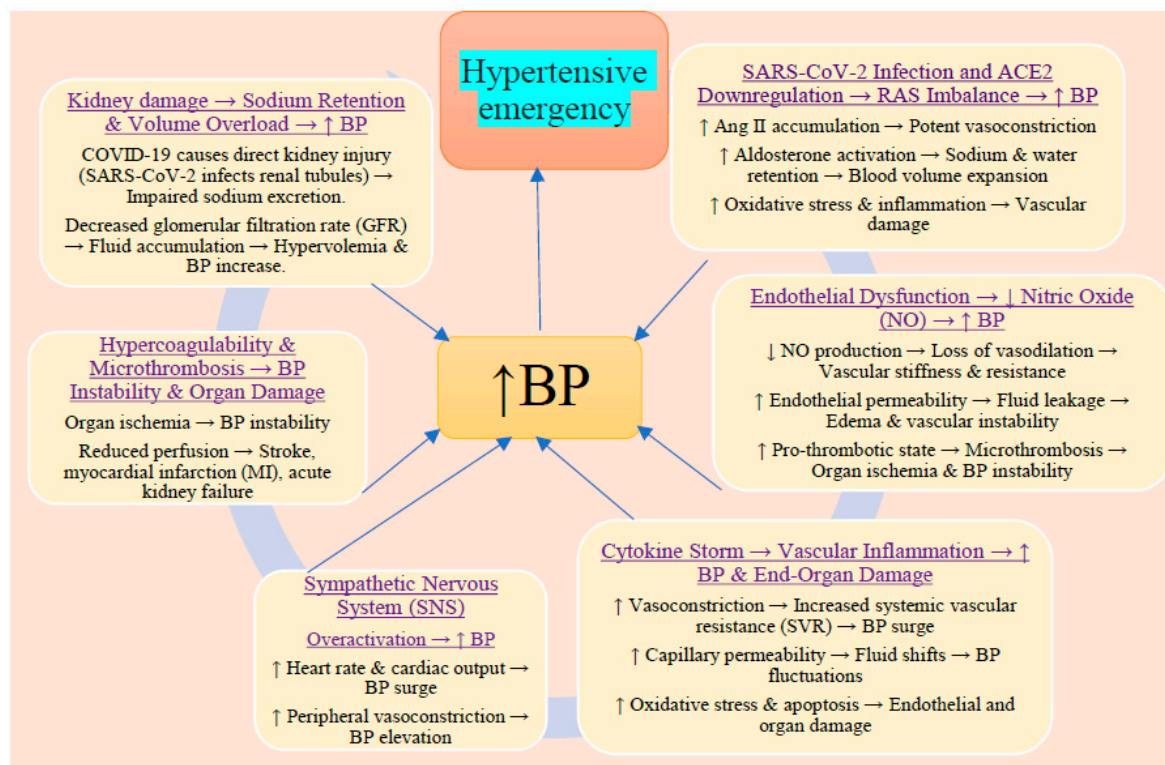 Hypertensive
emergency
SARS-CoV-2 Infection and ACE2
Downregulation → RAS Imbalance → ↑ BP
↑ Ang II accumulation → Potent vasoconstriction
↑ Aldosterone activation → Sodium & water
retention → Blood volume expansion
↑ Oxidative stress & inflammation → Vascular
damage
Endothelial Dysfunction → ↓ Nitric Oxide
(NO) → ↑ BP
↓ NO production → Loss of vasodilation →
Vascular stiffness & resistance
↑ Endothelial permeability → Fluid leakage →
Edema & vascular instability
↑ Pro-thrombotic state → Microthrombosis →
Organ ischemia & BP instability
Cytokine Storm → Vascular Inflammation → ↑
BP & End-Organ Damage
↑ Vasoconstriction → Increased systemic vascular
resistance (SVR) → BP surge
↑ Capillary permeability → Fluid shifts → BP
fluctuations
↑ Oxidative stress & apoptosis → Endothelial and
organ damage
Sympathetic Nervous
System (SNS)
Overactivation → ↑ BP
↑ Heart rate & cardiac output →
BP surge
↑ Peripheral vasoconstriction →
BP elevation
Hypercoagulability &
Microthrombosis → BP
Instability & Organ Damage
Organ ischemia → BP instability
Reduced perfusion → Stroke,
myocardial infarction (MI), acute
kidney failure
Kidney damage → Sodium Retention
& Volume Overload → ↑ BP
COVID-19 causes direct kidney injury
(SARS-CoV-2 infects renal tubules) →
Impaired sodium excretion.
Decreased glomerular filtration rate (GFR)
→ Fluid accumulation → Hypervolemia &
BP increase.
↑BP